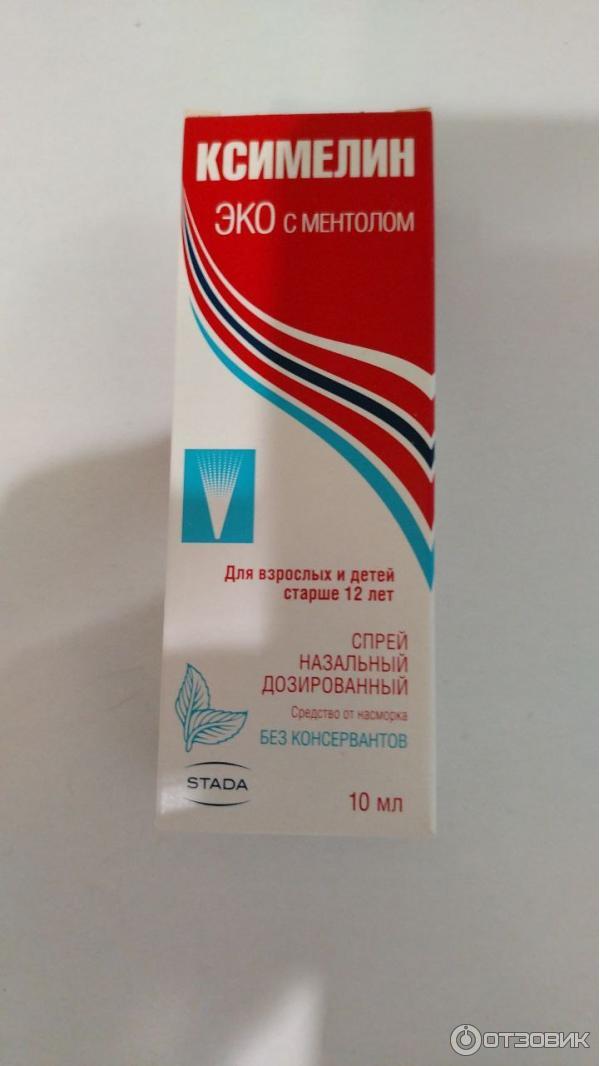 КСИМЕЛИН
ЭКО С МЕНТОЛОМ
Для взрослых и детей
старше 12 лет
СПРЕЙ
НАЗАЛЬНЫЙ
ДОЗИРОВАННЫЙ
Средство от насморка
БЕЗ КОНСЕРВАНТОВ
STADA
10 мл
ОТЗОВИК